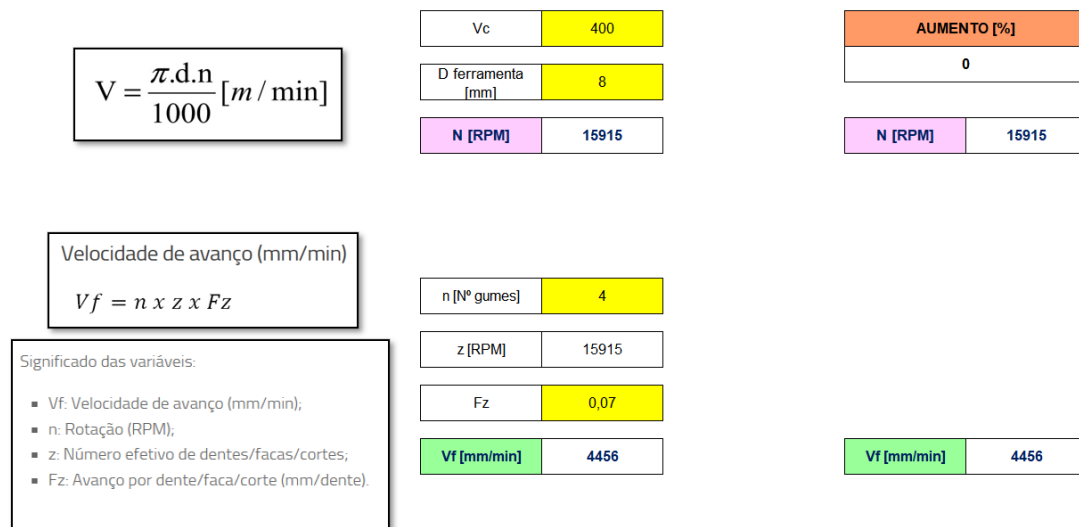 Vc 400
AUMENTO [%]
0
V = π.d.n / 1000 [m / min]
D ferramenta
[mm]
8
N [RPM] 15915
N [RPM] 15915
Velocidade de avanço (mm/min)
Vf = n x z x Fz
n [Nº gumes] 4
z [RPM] 15915
Significado das variáveis:
Fz 0,07
▪ Vf: Velocidade de avanço (mm/min);
▪ n: Rotação (RPM);
▪ z: Número efetivo de dentes/facas/cortes;
▪ Fz: Avanço por dente/faca/corte (mm/dente).
Vf [mm/min] 4456
Vf [mm/min] 4456